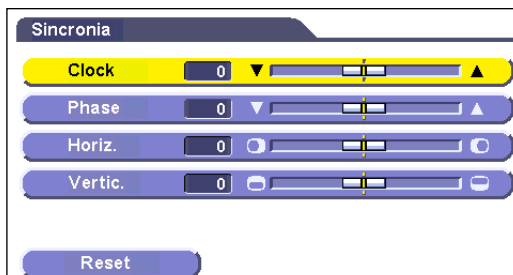 Sincronia
Clock 0
Phase 0
Horiz. 0
Vertic. 0
Reset